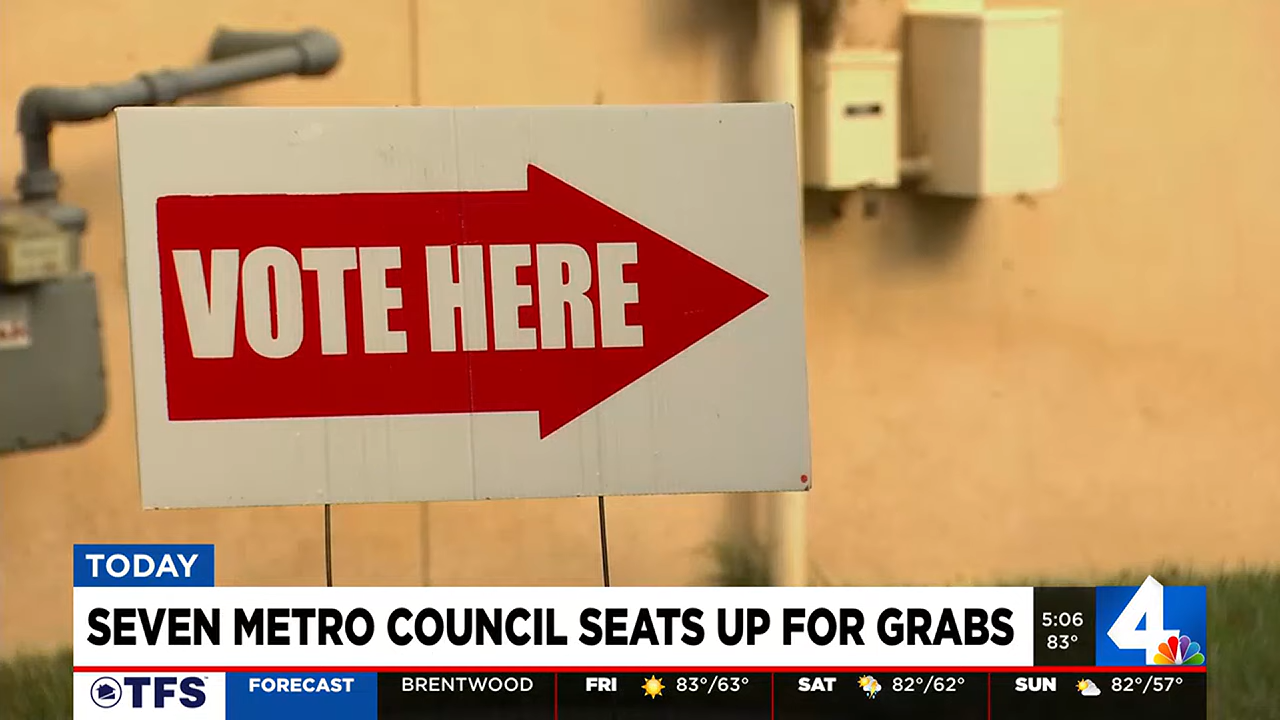 VOTE HERE
TODAY
SEVEN METRO COUNCIL SEATS UP FOR GRABS
5:06
83°
4
TFS
FORECAST
BRENTWOOD
FRI 83°/63°
SAT 82°/62°
SUN 82°/57°